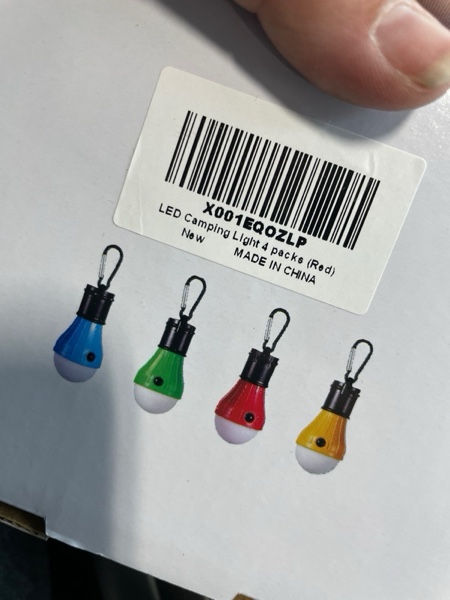 X001EQOZLP
LED Camping Light 4 packs (Red)
New
MADE IN CHINA